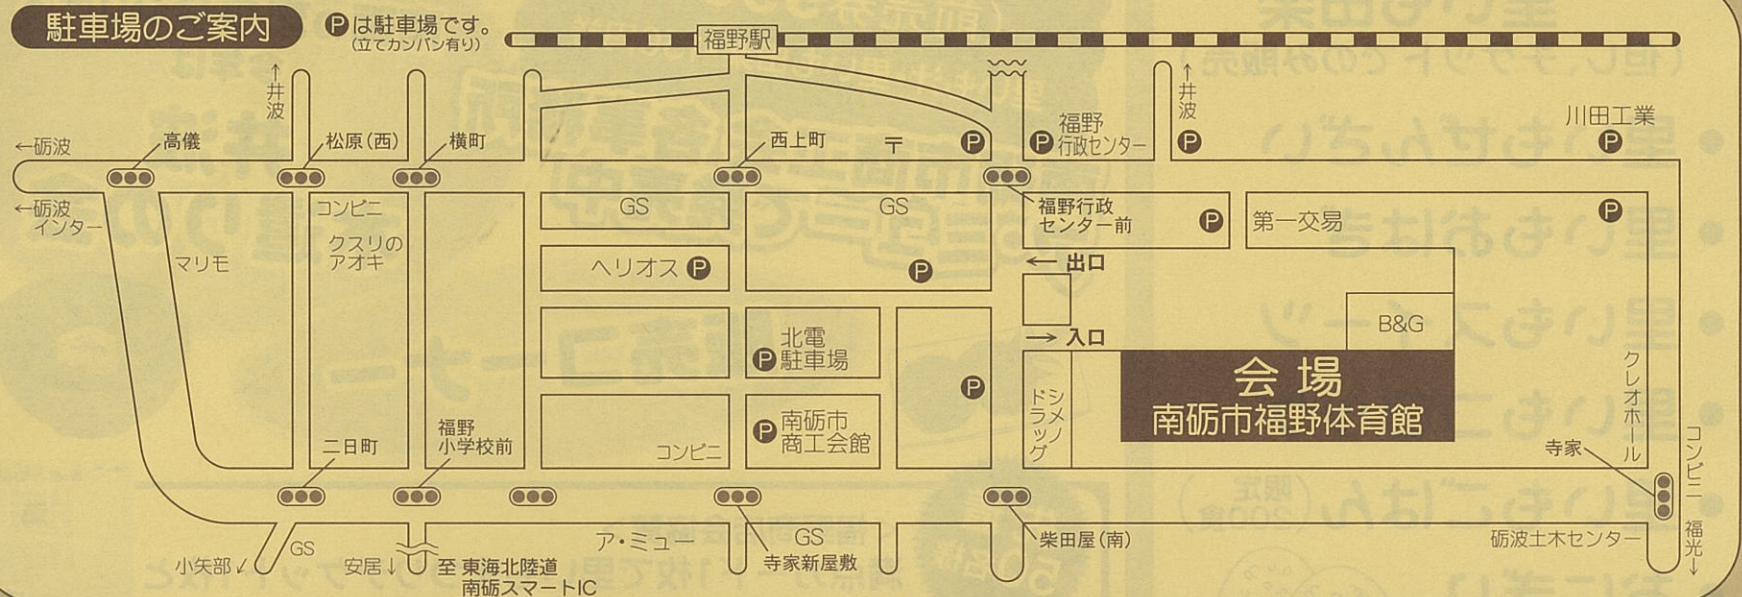 駐車場のご案内
Ⓟは駐車場です。
(立てカンバン有り)
福野駅
↑井波
↑井波
←砺波
高儀
松原(西)
横町
西上町
〒
P
P
福野
行政センター
P
川田工業
P
←砺波
インター
コンビニ
GS
GS
福野行政
センター前
P
第一交易
P
マリモ
クスリの
アオキ
ヘリオス P
P
←出口
→入口
北電
P 駐車場
B&G
P
会場
南砺市福野体育館
シメノ
ドラッグ
クレオホール
南砺市
P 商工会館
コンビニ
二日町
福野
小学校前
寺家
コンビニ
小矢部↙
GS
安居↓
至 東海北陸道
南砺スマートIC
ア・ミュー
GS
寺家新屋敷
柴田屋(南)
砺波土木センター
福光↓